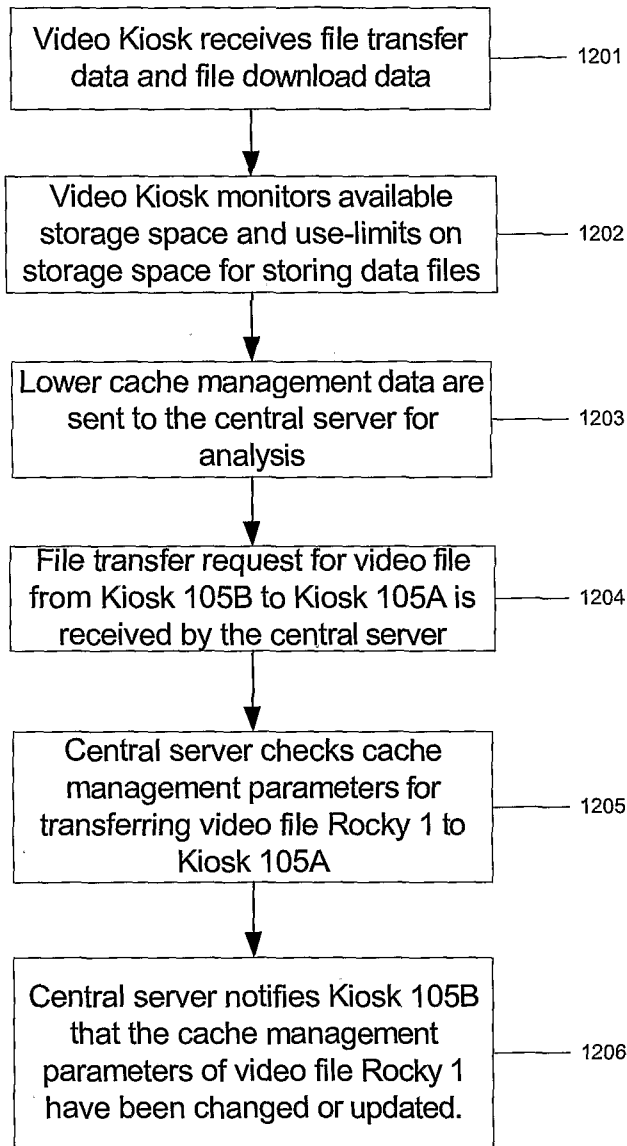 Video Kiosk receives file transfer
data and file download data
1201
Video Kiosk monitors available
storage space and use-limits on
storage space for storing data files
1202
Lower cache management data are
sent to the central server for
analysis
1203
File transfer request for video file
from Kiosk 105B to Kiosk 105A is
received by the central server
1204
Central server checks cache
management parameters for
transferring video file Rocky 1 to
Kiosk 105A
1205
Central server notifies Kiosk 105B
that the cache management
parameters of video file Rocky 1
have been changed or updated.
1206